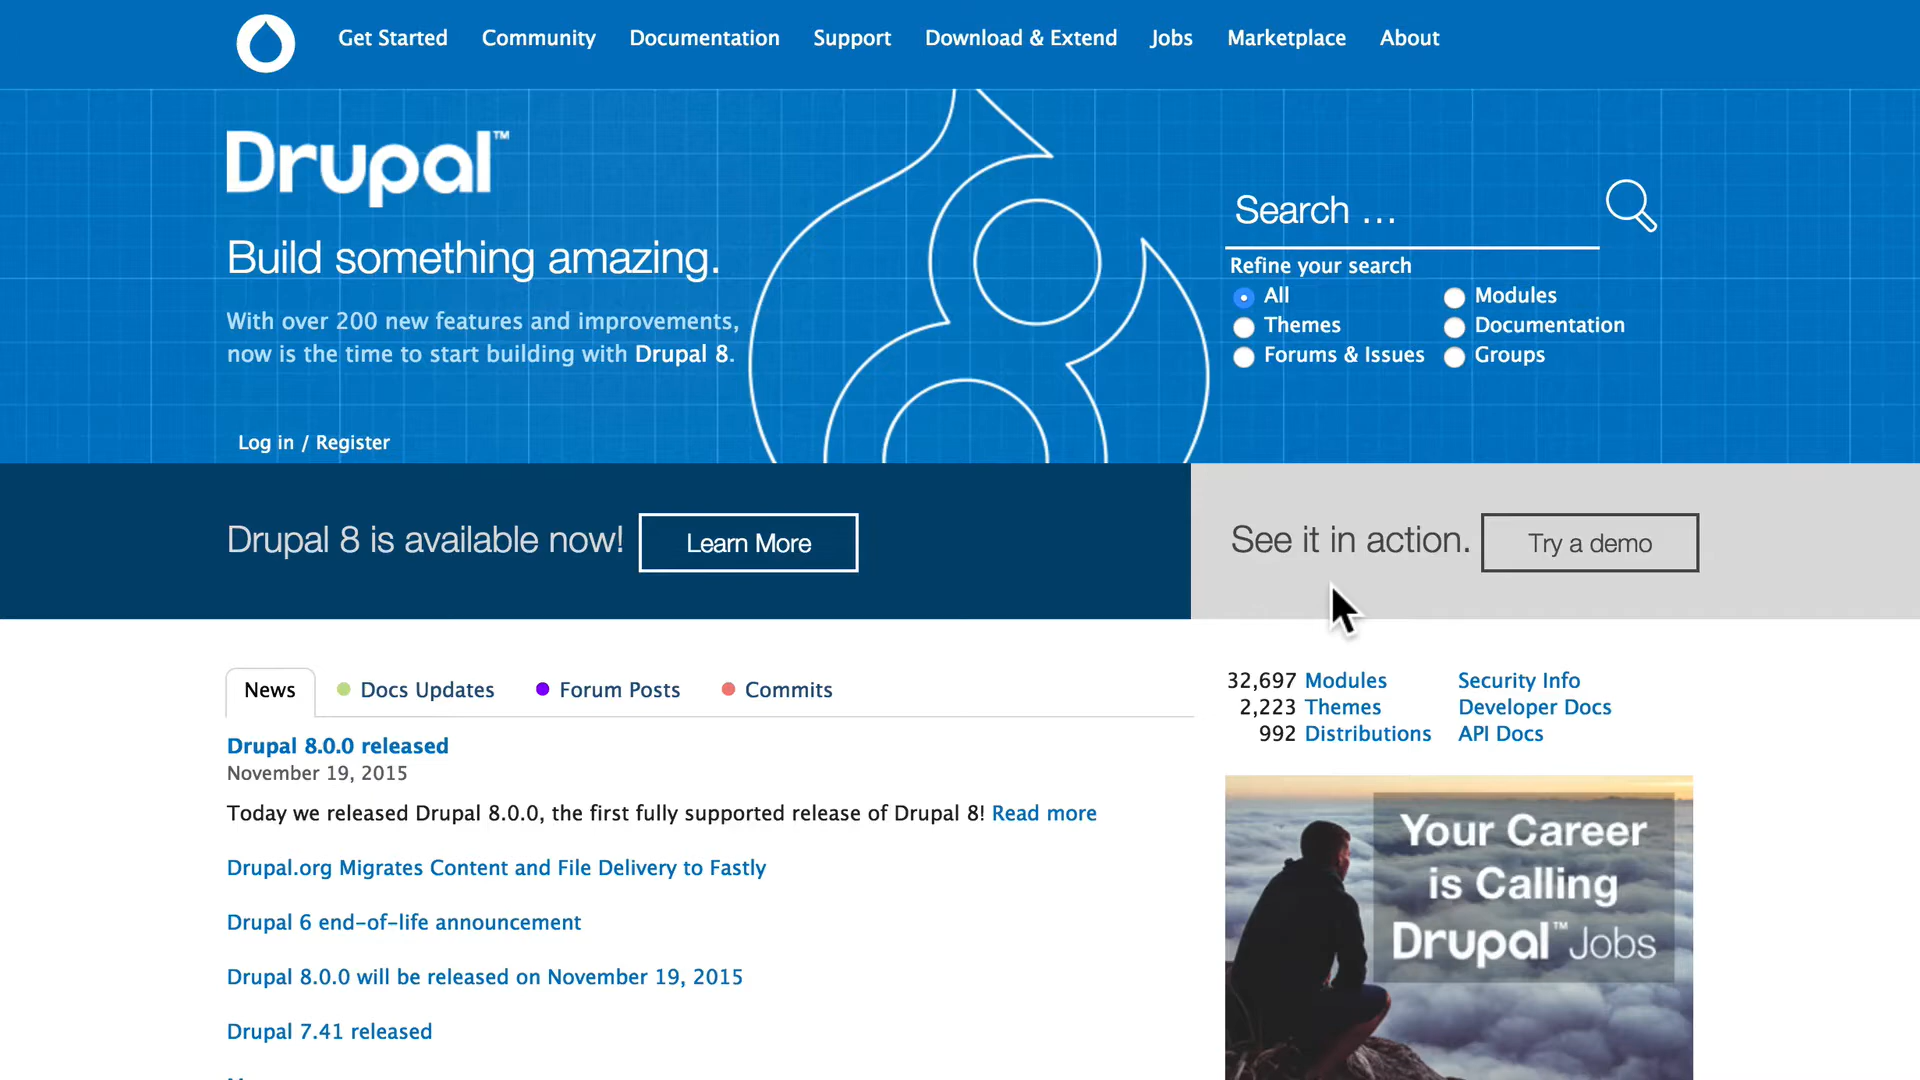 Get Started Community Documentation Support Download & Extend Jobs Marketplace About
Drupal™
Build something amazing.
With over 200 new features and improvements,
now is the time to start building with Drupal 8.
Log in / Register
Search ...
Refine your search
All Modules
Themes Documentation
Forums & Issues Groups
Drupal 8 is available now! Learn More
See it in action. Try a demo
News Docs Updates Forum Posts Commits
Drupal 8.0.0 released
November 19, 2015
Today we released Drupal 8.0.0, the first fully supported release of Drupal 8! Read more
Drupal.org Migrates Content and File Delivery to Fastly
Drupal 6 end-of-life announcement
Drupal 8.0.0 will be released on November 19, 2015
Drupal 7.41 released
32,697 Modules Security Info
2,223 Themes Developer Docs
992 Distributions API Docs
Your Career
is Calling
Drupal™ Jobs